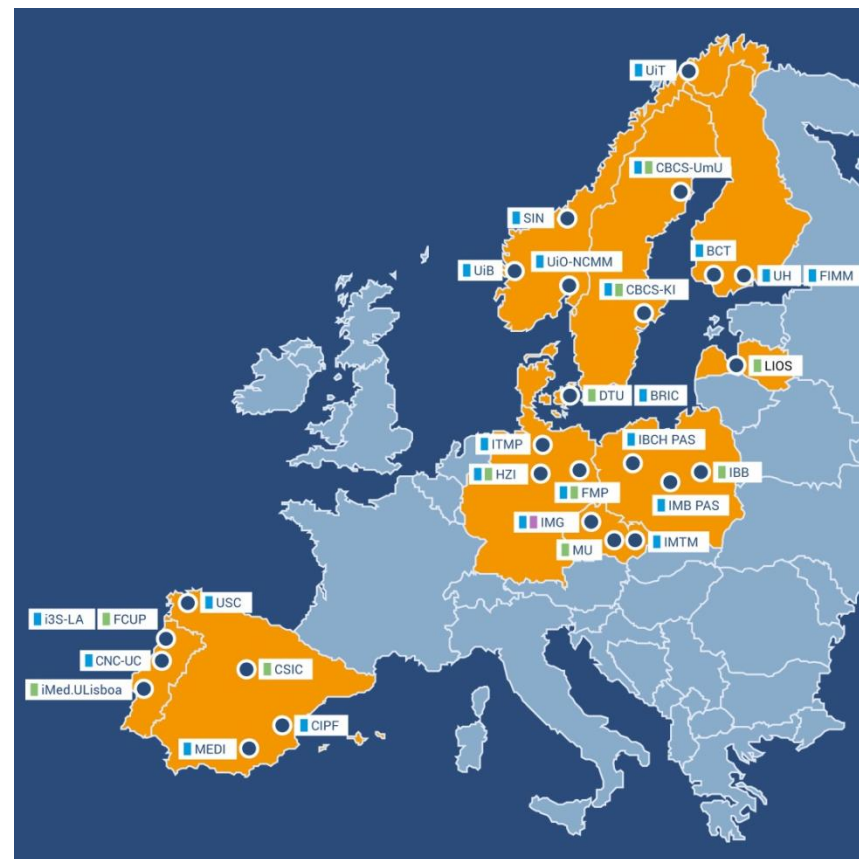 UiT
CBCS-UmU
SIN
UiB
UiO-NCMM
BCT
UH FIMM
CBCS-KI
LIOS
DTU BRIC
ITMP
IBCH PAS
HZI
IBB
FMP
IMB PAS
IMG
MU
IMTM
USC
i3S-LA FCUP
CNC-UC
CSIC
iMed.ULisboa
CIPF
MEDI